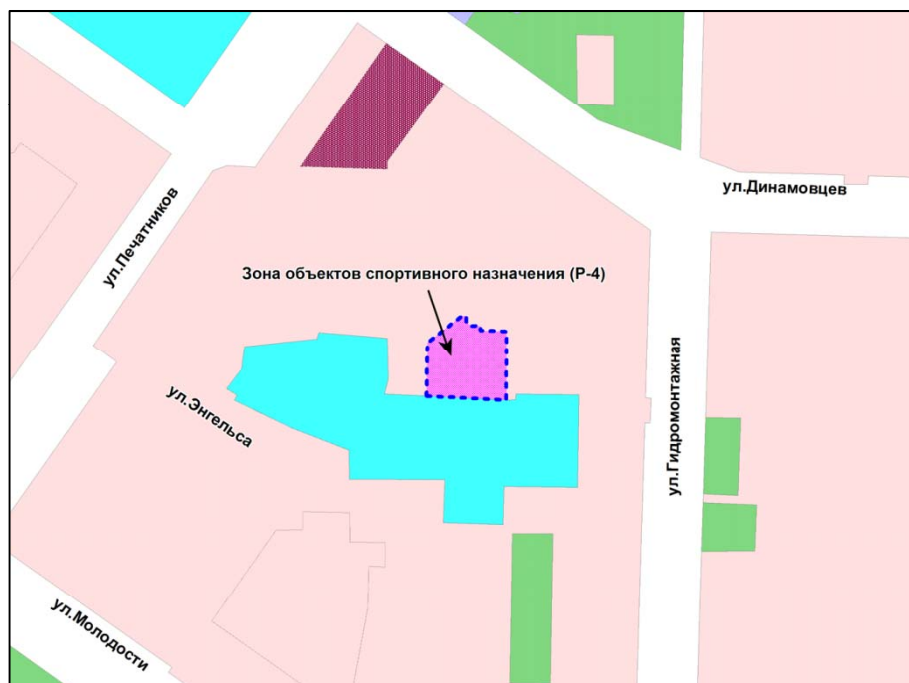 ул.Динамовцев
ул.Печатников
Зона объектов спортивного назначения (Р-4)
ул.Энгельса
ул.Гидромонтажная
ул.Молодости